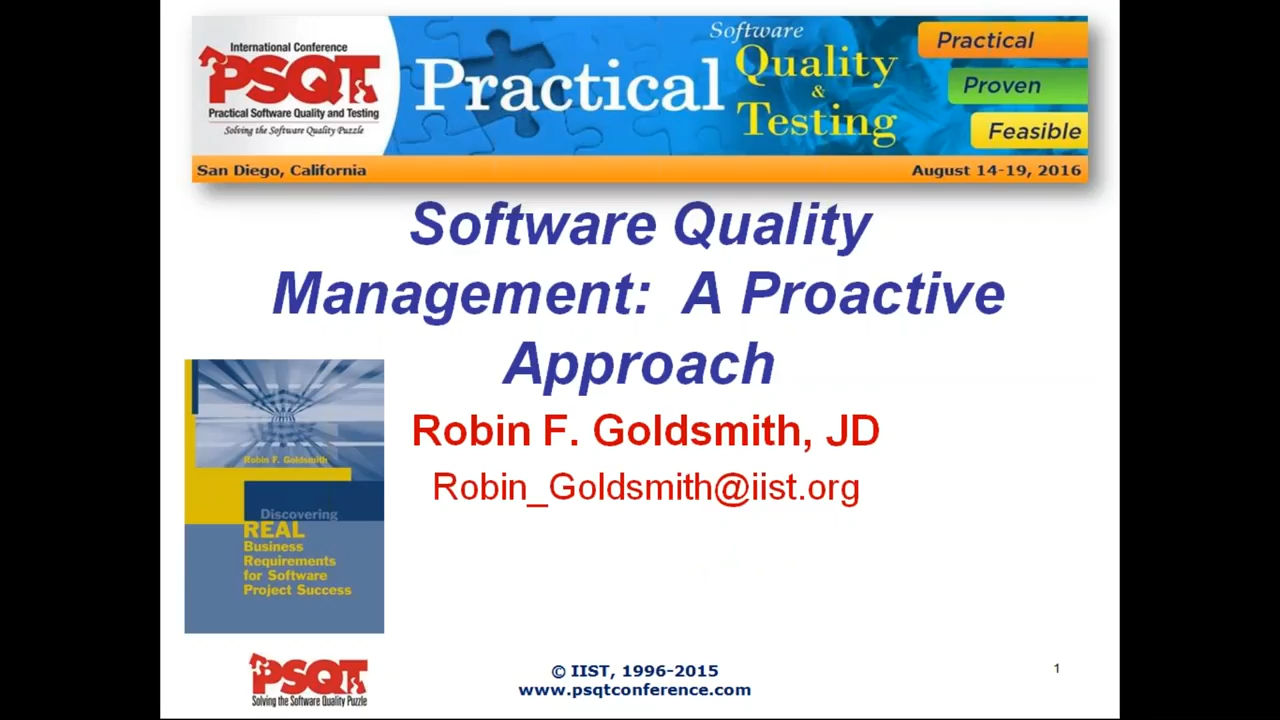 International Conference
PSQT
Practical Software Quality and Testing
Solving the Software Quality Puzzle
Practical
Software
Quality
&
Testing
Practical
Proven
Feasible
San Diego, California
August 14-19, 2016
Software Quality
Management: A Proactive
Approach
Robin F. Goldsmith, JD
Robin_Goldsmith@iist.org
Robin F. Goldsmith
Discovering
REAL
Business
Requirements
for Software
Project Success
PSQT
Solving the Software Quality Puzzle
© IIST, 1996-2015
www.psqtconference.com
1